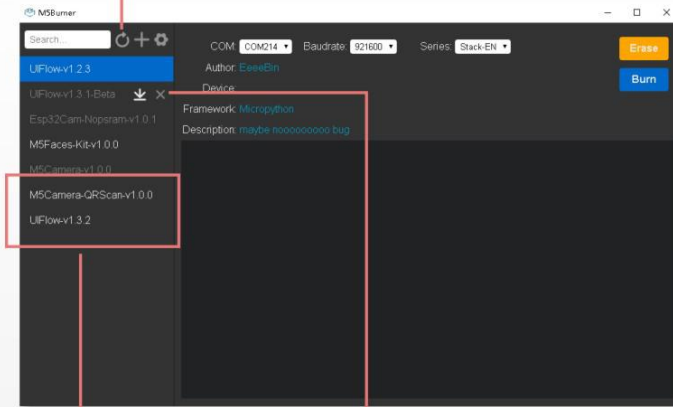 M5Burner
Search...
COM: COM214 Baudrate: 921600 Series: Stack-EN
Erase
UIFlow-v1.2.3
Author: EeeeBin
Burn
UIFlow-v1.3.1-Beta
Device:
Esp32Cam-Nopsram-v1.0.1
Framework: Micropython
M5Faces-Kit-v1.0.0
Description: maybe nooooooooo bug
M5Camera-v1.0.0
M5Camera-QRScan-v1.0.0
UIFlow-v1.3.2